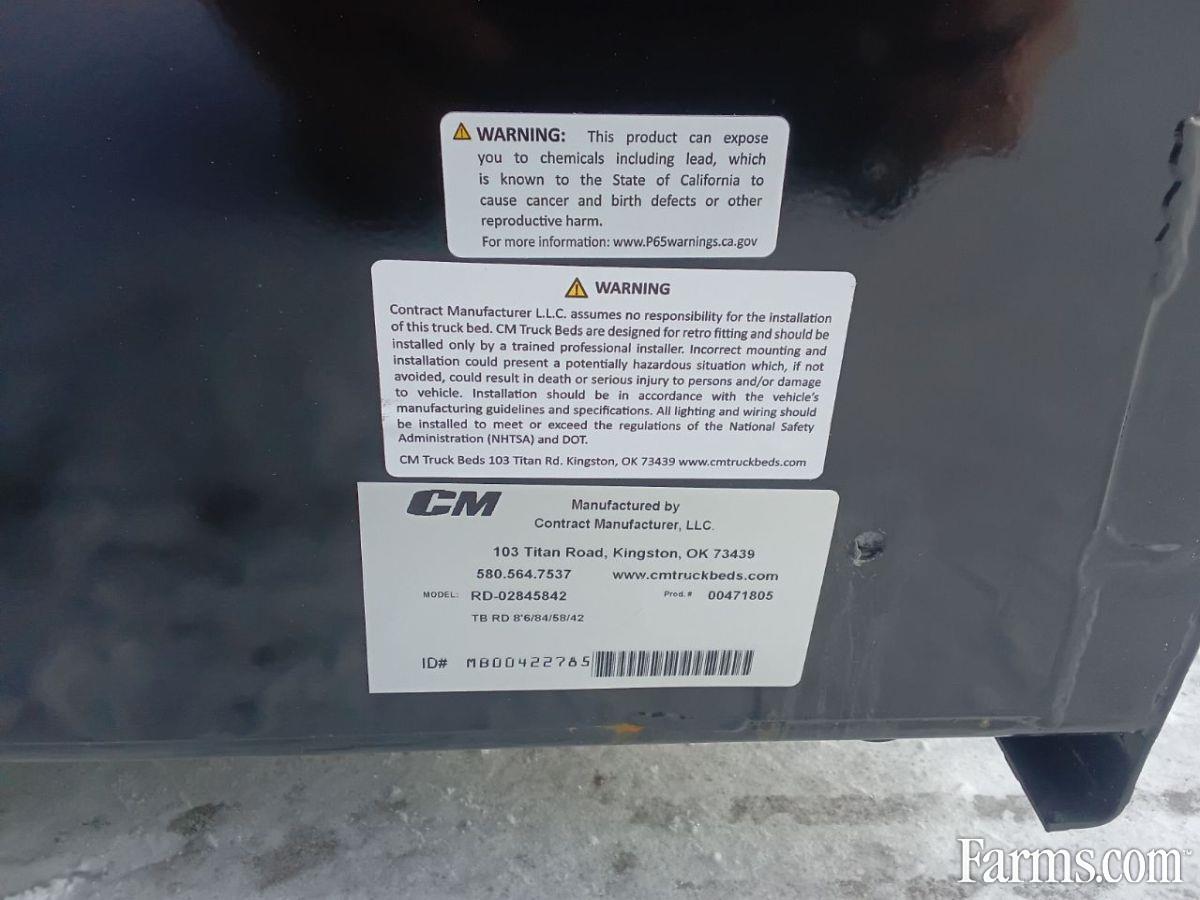 WARNING: This product can expose
you to chemicals including lead, which
is known to the State of California to
cause cancer and birth defects or other
reproductive harm.
For more information: www.P65warnings.ca.gov
WARNING
Contract Manufacturer L.L.C. assumes no responsibility for the installation
of this truck bed. CM Truck Beds are designed for retro fitting and should be
installed only by a trained professional installer. Incorrect mounting and
installation could present a potentially hazardous situation which, if not
avoided, could result in death or serious injury to persons and/or damage
to vehicle. Installation should be in accordance with the vehicle's
manufacturing guidelines and specifications. All lighting and wiring should
be installed to meet or exceed the regulations of the National Safety
Administration (NHTSA) and DOT.
CM Truck Beds 103 Titan Rd. Kingston, OK 73439 www.cmtruckbeds.com
CM
Manufactured by
Contract Manufacturer, LLC.
103 Titan Road, Kingston, OK 73439
580.564.7537 www.cmtruckbeds.com
MODEL: RD-02845842 Prod. # 00471805
TB RD 8'6/84/58/42
ID# MB00422785
Farms.com™